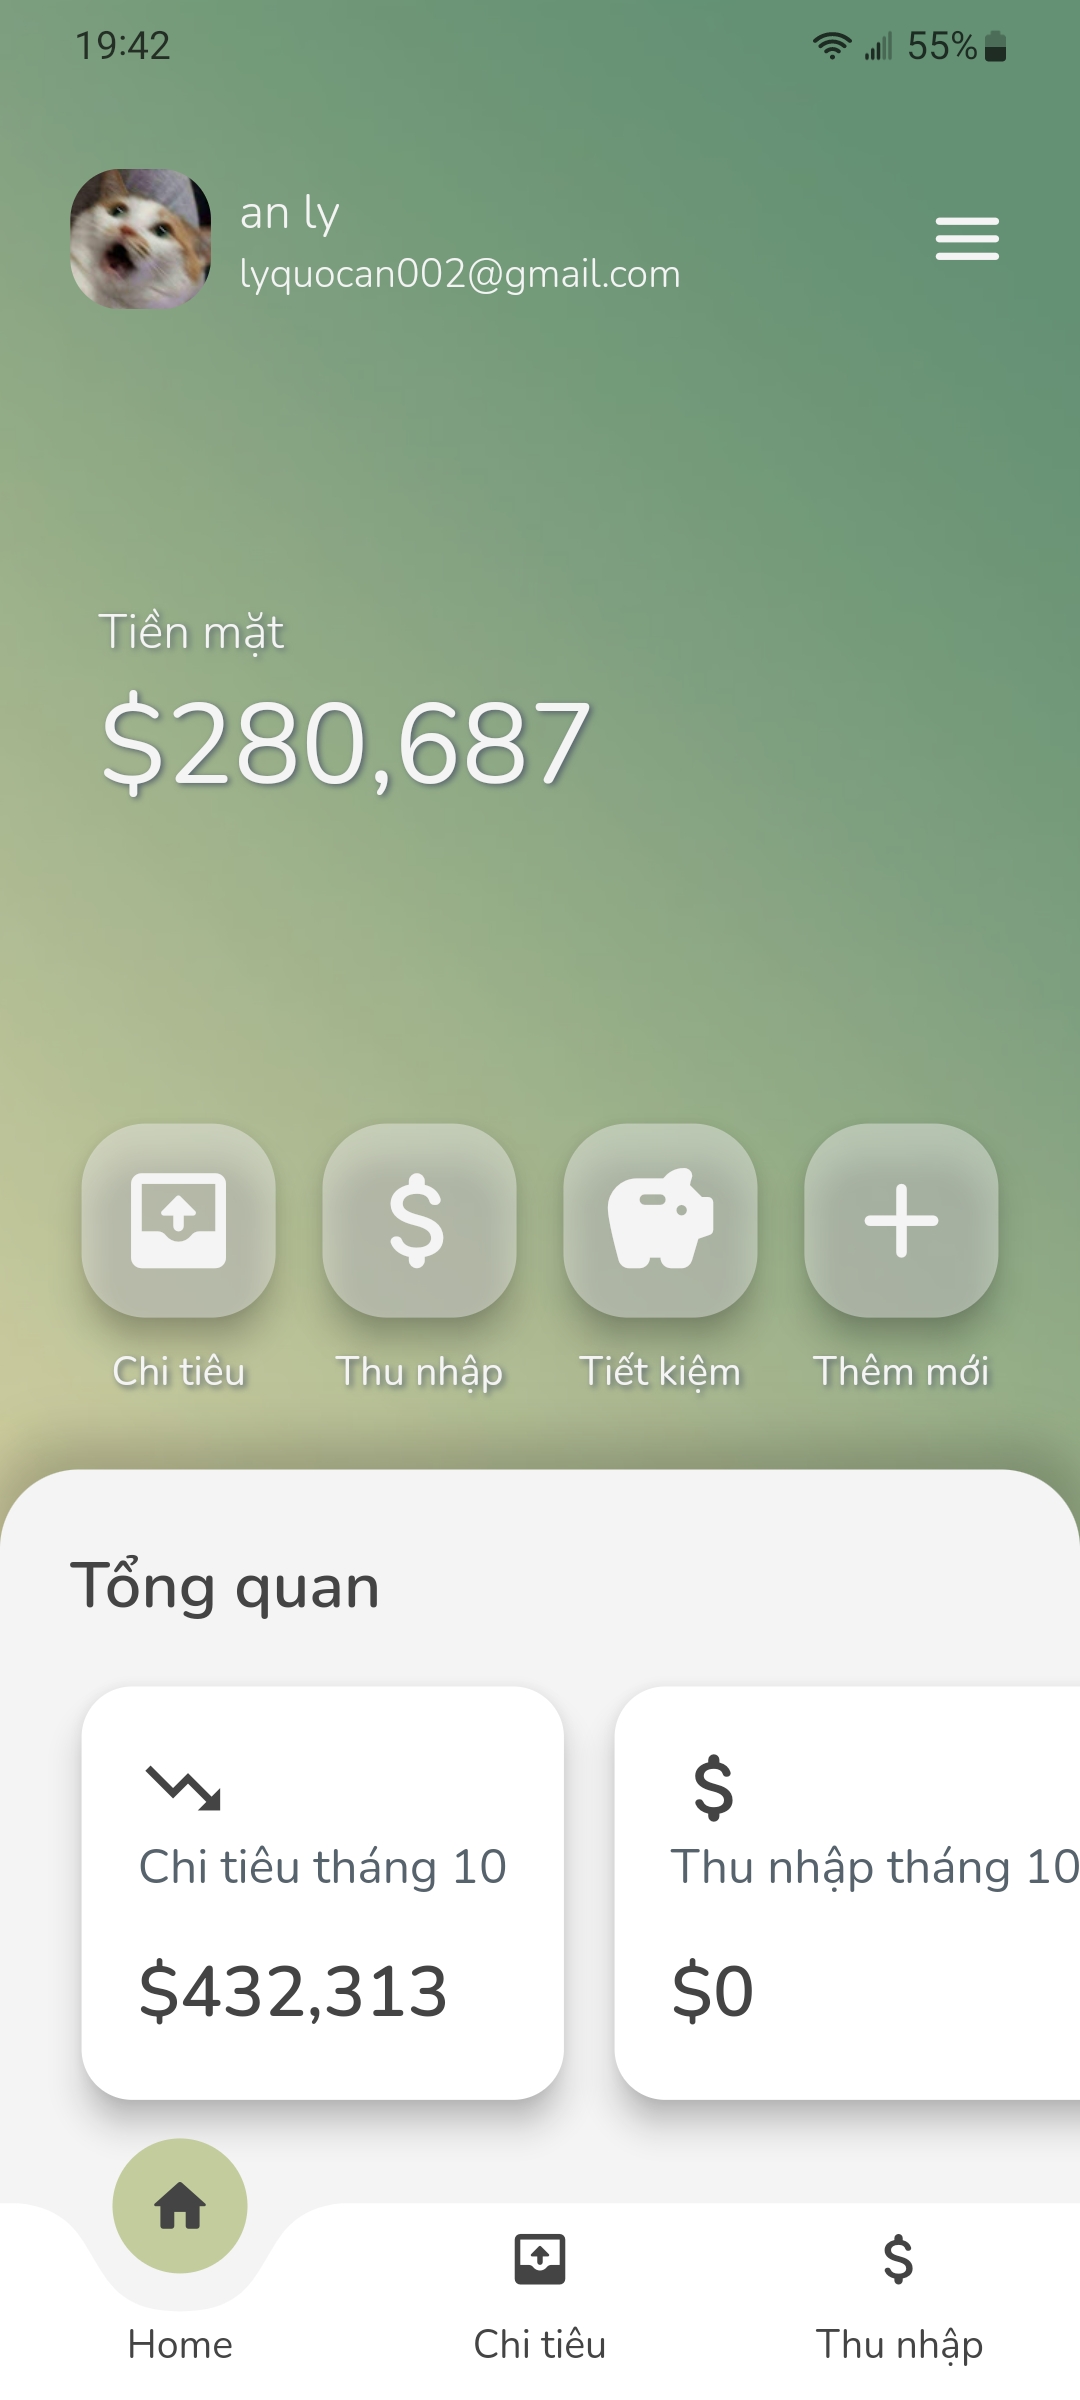 19:42 55%
an ly
lyquocan002@gmail.com
Tiền mặt
$280,687
Chi tiêu Thu nhập Tiết kiệm Thêm mới
Tổng quan
Chi tiêu tháng 10 Thu nhập tháng 10
$432,313 $0
Home Chi tiêu Thu nhập